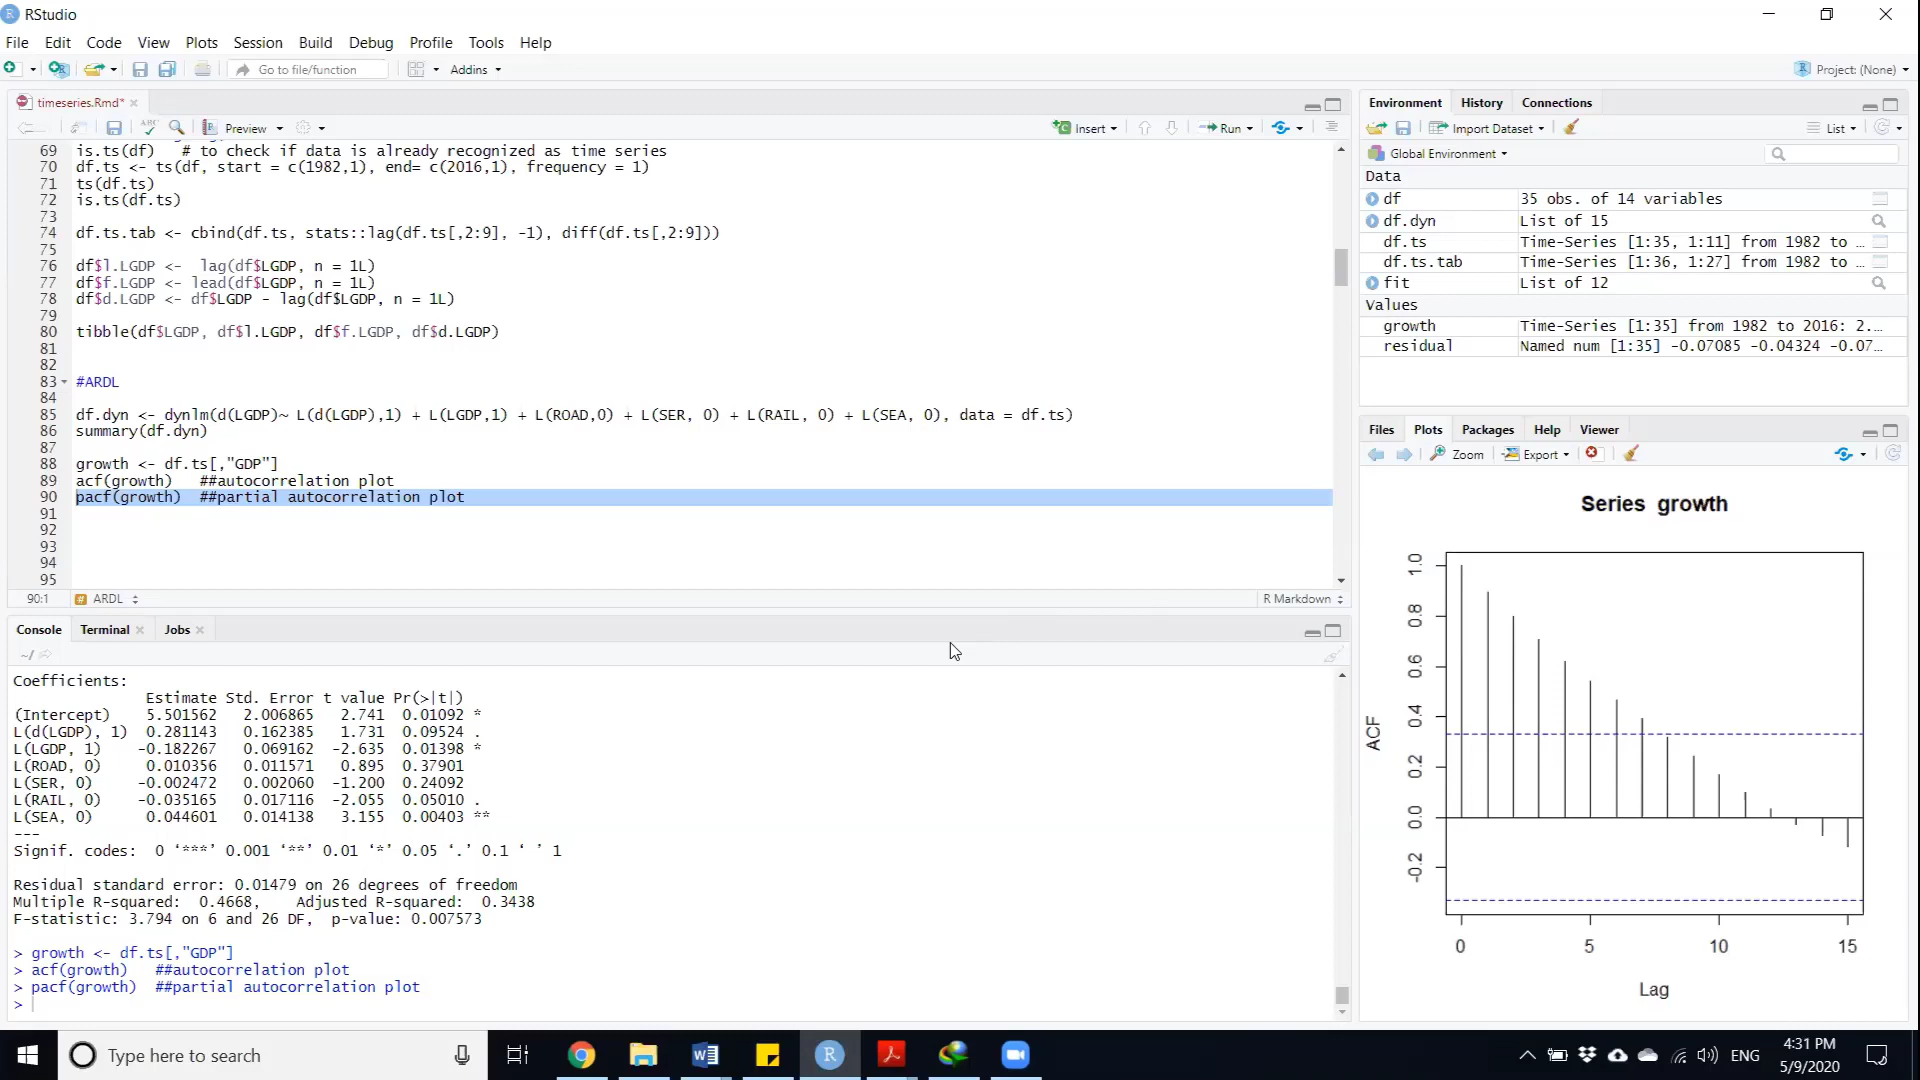 RStudio
File Edit Code View Plots Session Build Debug Profile Tools Help
Go to file/function Addins Project: (None)
timeseries.Rmd*
Preview Insert Run
69 is.ts(df) # to check if data is already recognized as time series
70 df.ts <- ts(df, start = c(1982,1), end= c(2016,1), frequency = 1)
71 ts(df.ts)
72 is.ts(df.ts)
73
74 df.ts.tab <- cbind(df.ts, stats::lag(df.ts[,2:9], -1), diff(df.ts[,2:9]))
75
76 df$l.LGDP <- lag(df$LGDP, n = 1L)
77 df$f.LGDP <- lead(df$LGDP, n = 1L)
78 df$d.LGDP <- df$LGDP - lag(df$LGDP, n = 1L)
79
80 tibble(df$LGDP, df$l.LGDP, df$f.LGDP, df$d.LGDP)
81
82
83 #ARDL
84
85 df.dyn <- dynlm(d(LGDP)~ L(d(LGDP),1) + L(LGDP,1) + L(ROAD,0) + L(SER, 0) + L(RAIL, 0) + L(SEA, 0), data = df.ts)
86 summary(df.dyn)
87
88 growth <- df.ts[,"GDP"]
89 acf(growth) ##autocorrelation plot
90 pacf(growth) ##partial autocorrelation plot
91
92
93
94
95
90:1 # ARDL R Markdown
Console Terminal Jobs
~/
Coefficients:
Estimate Std. Error t value Pr(>|t|)
(Intercept) 5.501562 2.006865 2.741 0.01092 *
L(d(LGDP), 1) 0.281143 0.162385 1.731 0.09524 .
L(LGDP, 1) -0.182267 0.069162 -2.635 0.01398 *
L(ROAD, 0) 0.010356 0.011571 0.895 0.37901
L(SER, 0) -0.002472 0.002060 -1.200 0.24092
L(RAIL, 0) -0.035165 0.017116 -2.055 0.05010 .
L(SEA, 0) 0.044601 0.014138 3.155 0.00403 **
---
Signif. codes: 0 ‘***’ 0.001 ‘**’ 0.01 ‘*’ 0.05 ‘.’ 0.1 ‘ ’ 1
Residual standard error: 0.01479 on 26 degrees of freedom
Multiple R-squared: 0.4668, Adjusted R-squared: 0.3438
F-statistic: 3.794 on 6 and 26 DF, p-value: 0.007573
> growth <- df.ts[,"GDP"]
> acf(growth) ##autocorrelation plot
> pacf(growth) ##partial autocorrelation plot
>
Environment History Connections
Import Dataset List
Global Environment
Data
df 35 obs. of 14 variables
df.dyn List of 15
df.ts Time-Series [1:35, 1:11] from 1982 to …
df.ts.tab Time-Series [1:36, 1:27] from 1982 to …
fit List of 12
Values
growth Time-Series [1:35] from 1982 to 2016: 2.…
residual Named num [1:35] -0.07085 -0.04324 -0.07…
Files Plots Packages Help Viewer
Zoom Export
Series growth
1.0
0.8
0.6
0.4
0.2
0.0
-0.2
ACF
0 5 10 15
Lag
Type here to search
ENG
4:31 PM
5/9/2020